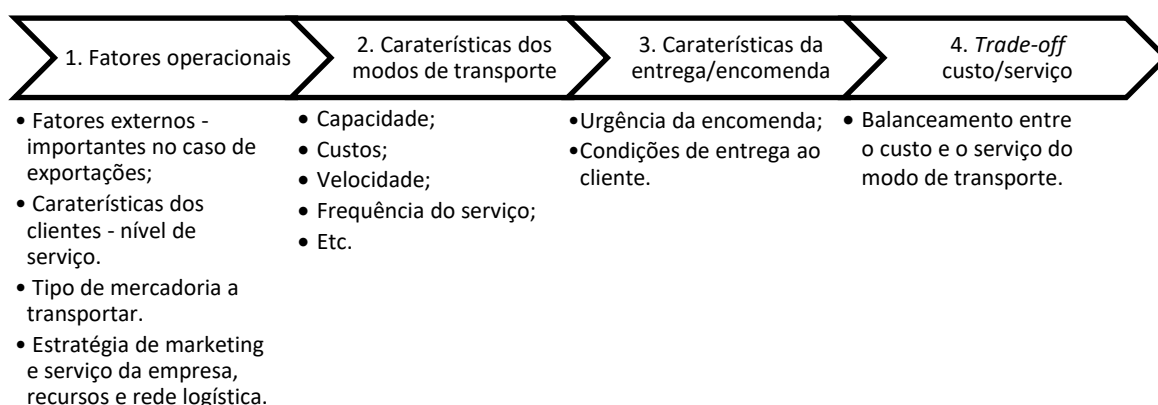 1. Fatores operacionais
2. Caraterísticas dos
modos de transporte
3. Caraterísticas da
entrega/encomenda
4. Trade-off
custo/serviço
• Fatores externos -
importantes no caso de
exportações;
• Caraterísticas dos
clientes - nível de
serviço.
• Tipo de mercadoria a
transportar.
• Estratégia de marketing
e serviço da empresa,
recursos e rede logística.
• Capacidade;
• Custos;
• Velocidade;
• Frequência do serviço;
• Etc.
•Urgência da encomenda;
•Condições de entrega ao
cliente.
• Balanceamento entre
o custo e o serviço do
modo de transporte.